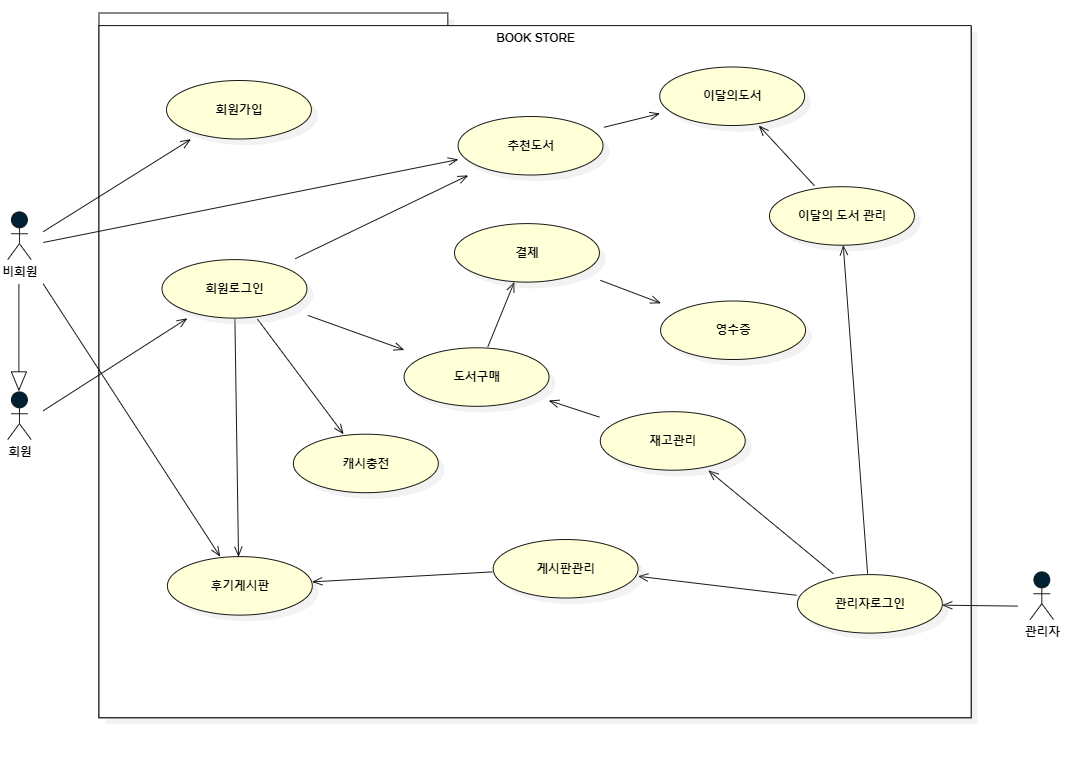 BOOK STORE
회원가입
이달의도서
추천도서
이달의 도서 관리
비회원
결제
회원로그인
영수증
도서구매
회원
재고관리
캐시충전
게시판관리
후기게시판
관리자로그인
관리자